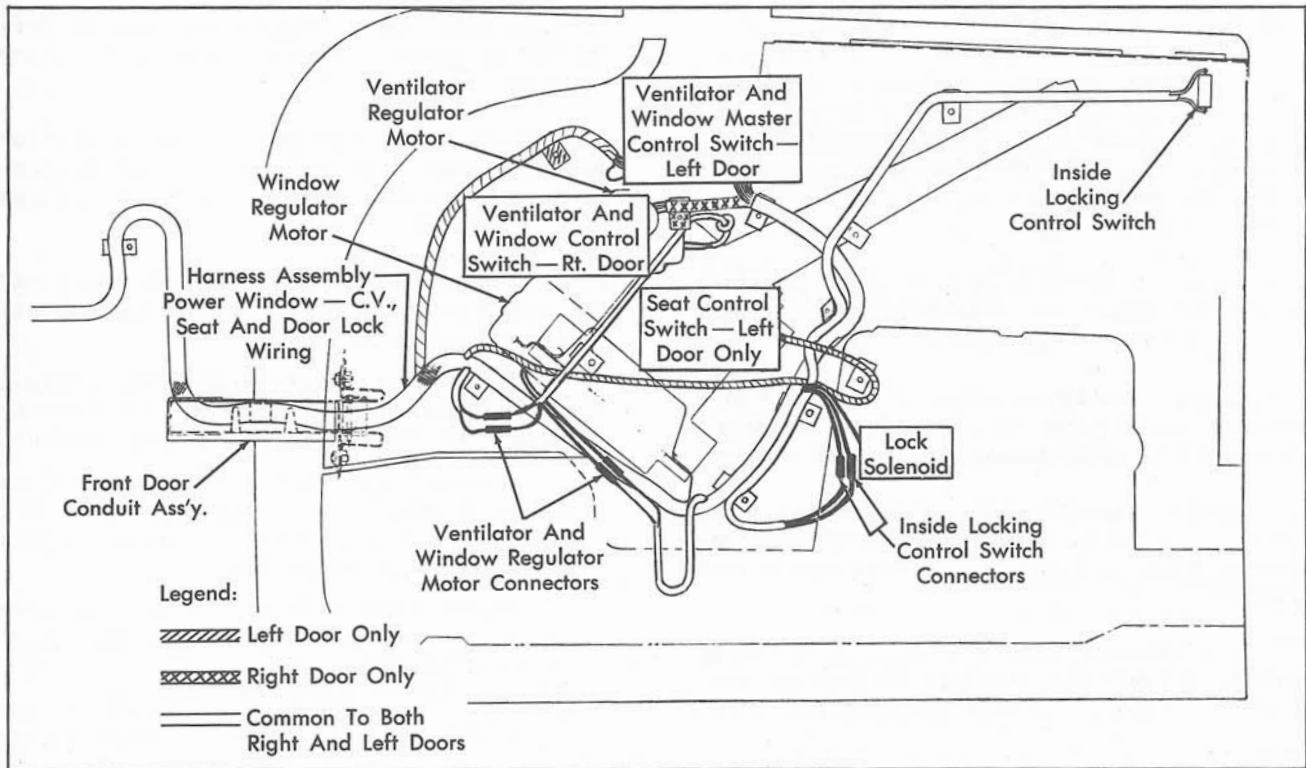 Ventilator
Regulator
Motor
Ventilator And
Window Master
Control Switch—
Left Door
Inside
Locking
Control Switch
Window
Regulator
Motor
Ventilator And
Window Control
Switch—Rt. Door
Harness Assembly
Power Window—C.V.,
Seat And Door Lock
Wiring
Seat Control
Switch—Left
Door Only
Lock
Solenoid
Front Door
Conduit Ass'y.
Ventilator And
Window Regulator
Motor Connectors
Inside Locking
Control Switch
Connectors
Legend:
Left Door Only
Right Door Only
Common To Both
Right And Left Doors